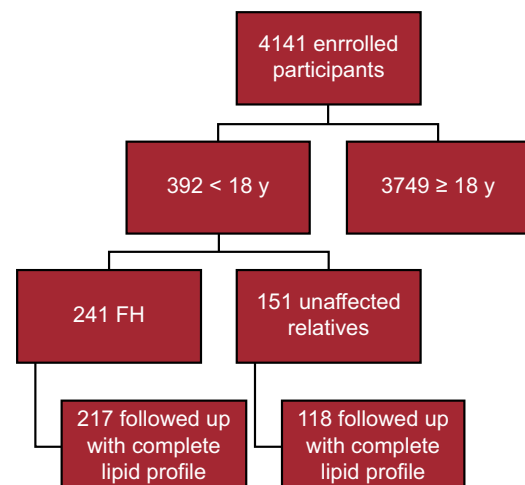 4141 enrrolled
participants
392 < 18 y
3749 ≥ 18 y
241 FH
151 unaffected
relatives
217 followed up
with complete
lipid profile
118 followed up
with complete
lipid profile